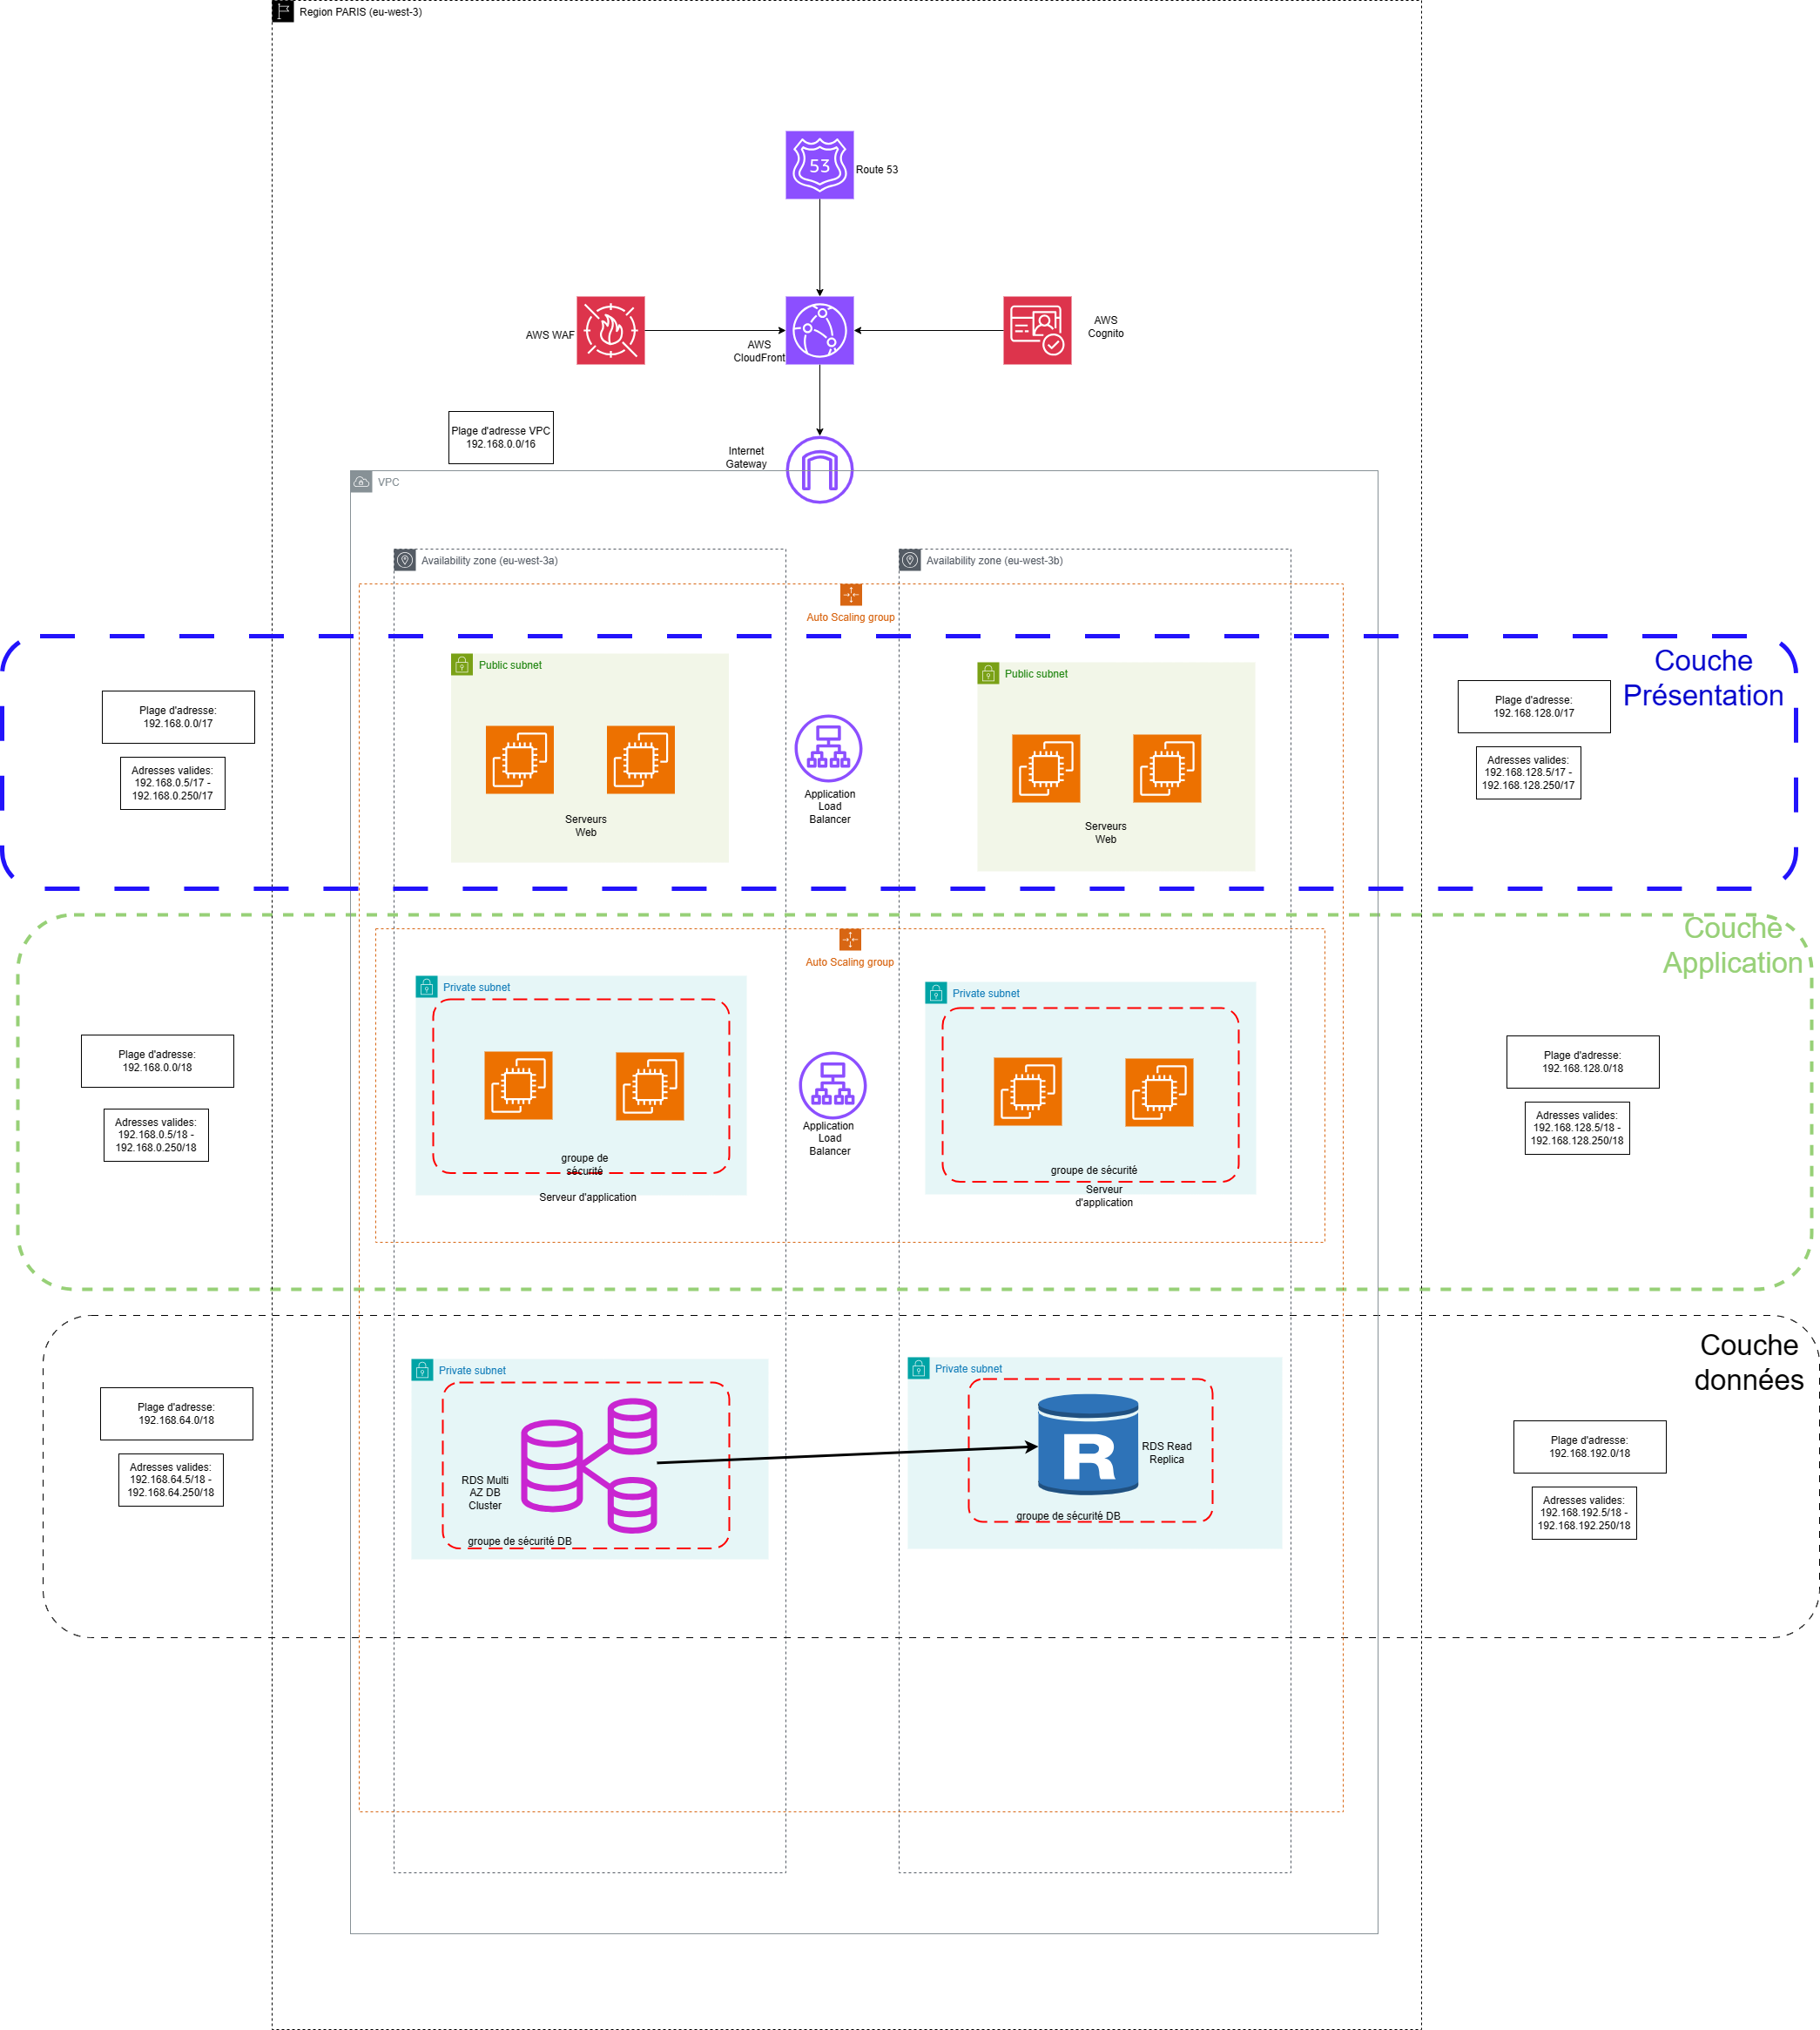 Region PARIS (eu-west-3)
53
Route 53
AWS WAF
AWS
CloudFront
AWS
Cognito
Plage d'adresse VPC
192.168.0.0/16
Internet
Gateway
VPC
Availability zone (eu-west-3a)
Availability zone (eu-west-3b)
Auto Scaling group
Couche
Présentation
Public subnet
Public subnet
Plage d'adresse:
192.168.0.0/17
Plage d'adresse:
192.168.128.0/17
Adresses valides:
192.168.0.5/17 -
192.168.0.250/17
Adresses valides:
192.168.128.5/17 -
192.168.128.250/17
Application
Load
Balancer
Serveurs
Web
Serveurs
Web
Couche
Application
Auto Scaling group
Private subnet
Private subnet
Plage d'adresse:
192.168.0.0/18
Plage d'adresse:
192.168.128.0/18
Adresses valides:
192.168.0.5/18 -
192.168.0.250/18
Adresses valides:
192.168.128.5/18 -
192.168.128.250/18
Application
Load
Balancer
groupe de
sécurité
groupe de sécurité
Serveur d'application
Serveur
d'application
Couche
données
Private subnet
Private subnet
Plage d'adresse:
192.168.64.0/18
Plage d'adresse:
192.168.192.0/18
Adresses valides:
192.168.64.5/18 -
192.168.64.250/18
Adresses valides:
192.168.192.5/18 -
192.168.192.250/18
RDS Multi
AZ DB
Cluster
R
RDS Read
Replica
groupe de sécurité DB
groupe de sécurité DB